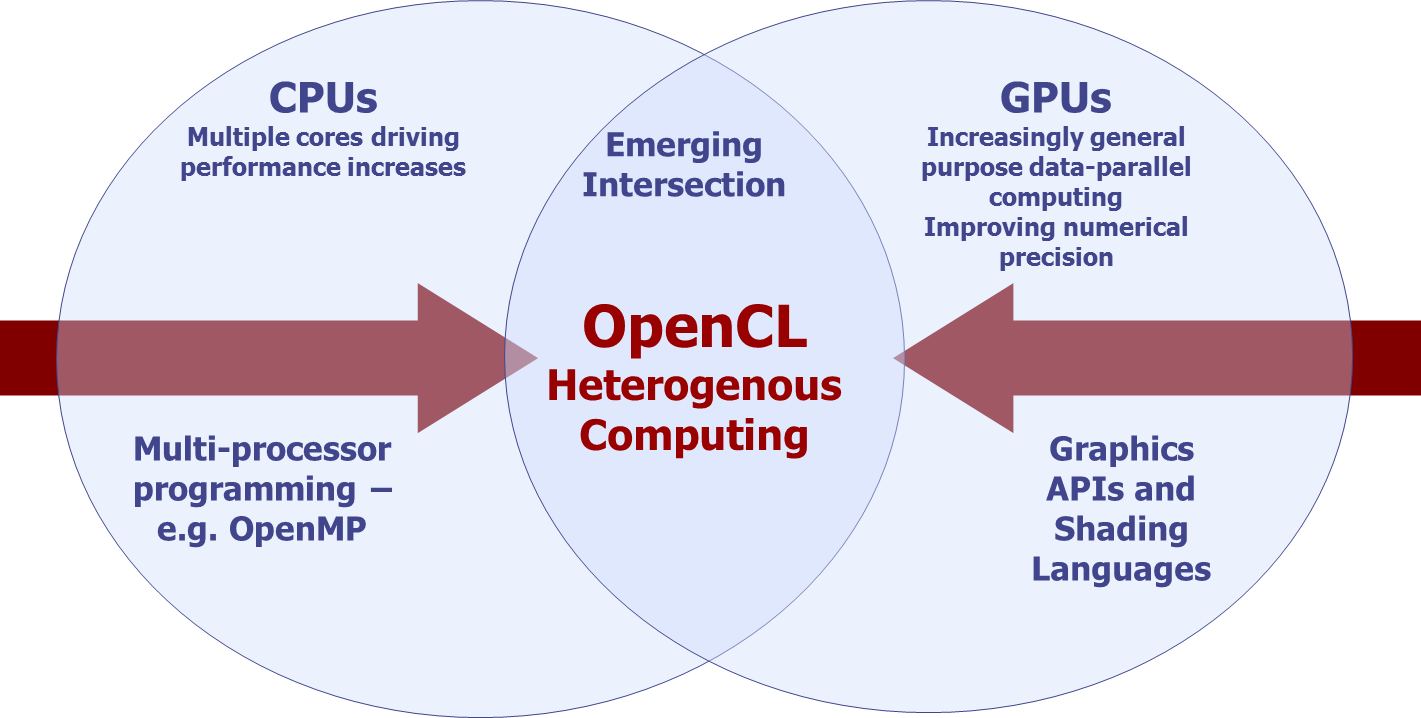 CPUs
Multiple cores driving
performance increases
Multi-processor
programming –
e.g. OpenMP
Emerging
Intersection
OpenCL
Heterogenous
Computing
GPUs
Increasingly general
purpose data-parallel
computing
Improving numerical
precision
Graphics
APIs and
Shading
Languages